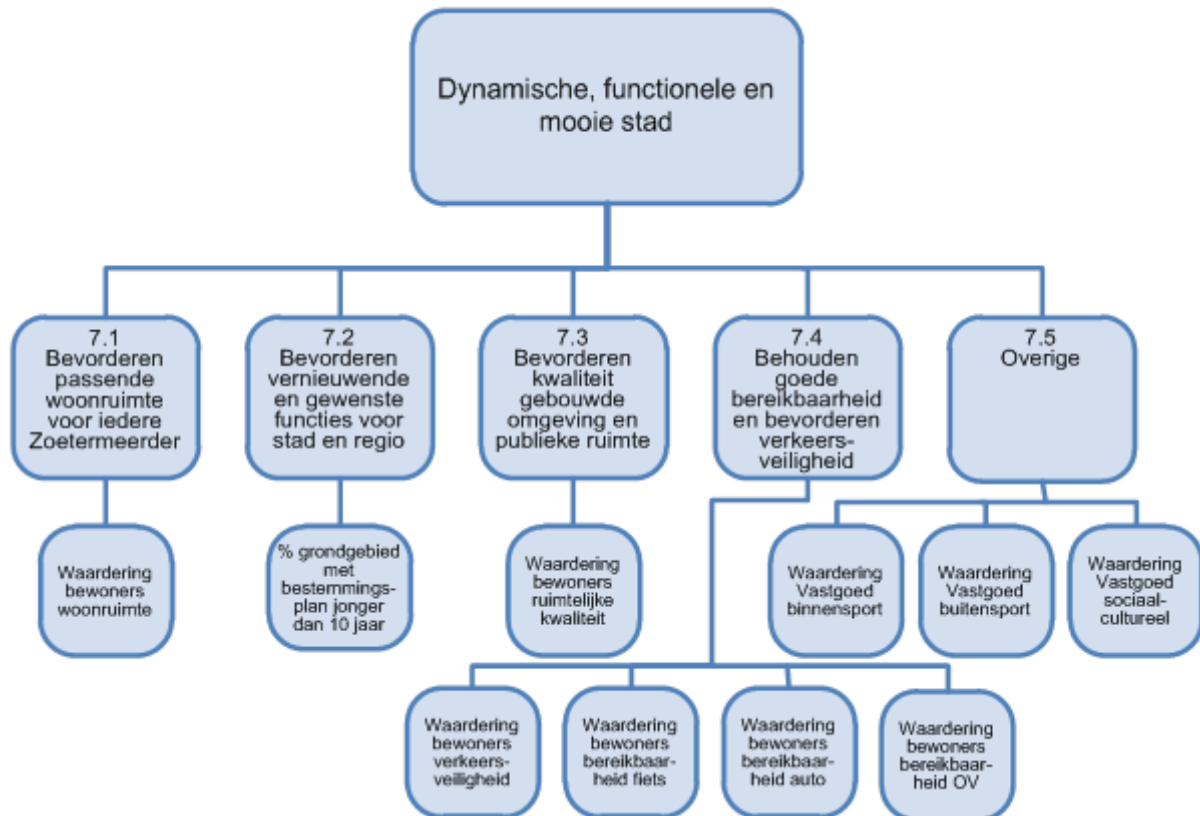 Dynamische, functionele en
mooie stad
7.1
Bevorderen
passende
woonruimte
voor iedere
Zoetermeerder
7.2
Bevorderen
vernieuwende
en gewenste
functies voor
stad en regio
7.3
Bevorderen
kwaliteit
gebouwde
omgeving en
publieke ruimte
7.4
Behouden
goede
bereikbaarheid
en bevorderen
verkeers-
veiligheid
7.5
Overige
Waardering
bewoners
woonruimte
% grondgebied
met
bestemmings-
plan jonger
dan 10 jaar
Waardering
bewoners
ruimtelijke
kwaliteit
Waardering
Vastgoed
binnensport
Waardering
Vastgoed
buitensport
Waardering
Vastgoed
sociaal-
cultureel
Waardering
bewoners
verkeers-
veiligheid
Waardering
bewoners
bereikbaar-
heid fiets
Waardering
bewoners
bereikbaar-
heid auto
Waardering
bewoners
bereikbaar-
heid OV